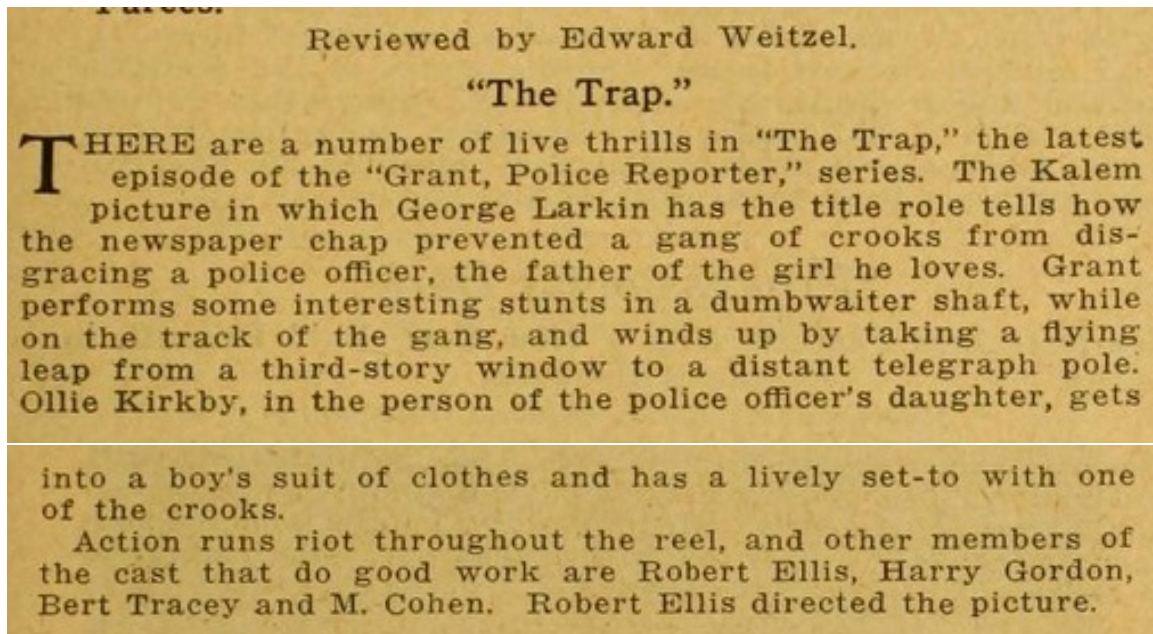 Reviewed by Edward Weitzel.
“The Trap.”
THERE are a number of live thrills in “The Trap,” the latest
episode of the “Grant, Police Reporter,” series. The Kalem
picture in which George Larkin has the title role tells how
the newspaper chap prevented a gang of crooks from dis-
gracing a police officer, the father of the girl he loves. Grant
performs some interesting stunts in a dumbwaiter shaft, while
on the track of the gang, and winds up by taking a flying
leap from a third-story window to a distant telegraph pole.
Ollie Kirkby, in the person of the police officer's daughter, gets
into a boy's suit of clothes and has a lively set-to with one
of the crooks.
Action runs riot throughout the reel, and other members of
the cast that do good work are Robert Ellis, Harry Gordon,
Bert Tracey and M. Cohen. Robert Ellis directed the picture.